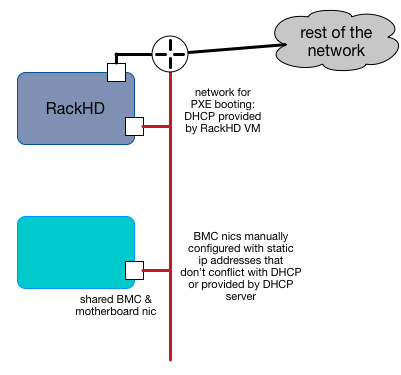 rest of the
network
RackHD
network for
PXE booting:
DHCP provided
by RackHD VM
BMC nics manually
configured with static
ip addresses that
don't conflict with DHCP
or provided by DHCP
server
shared BMC &
motherboard nic